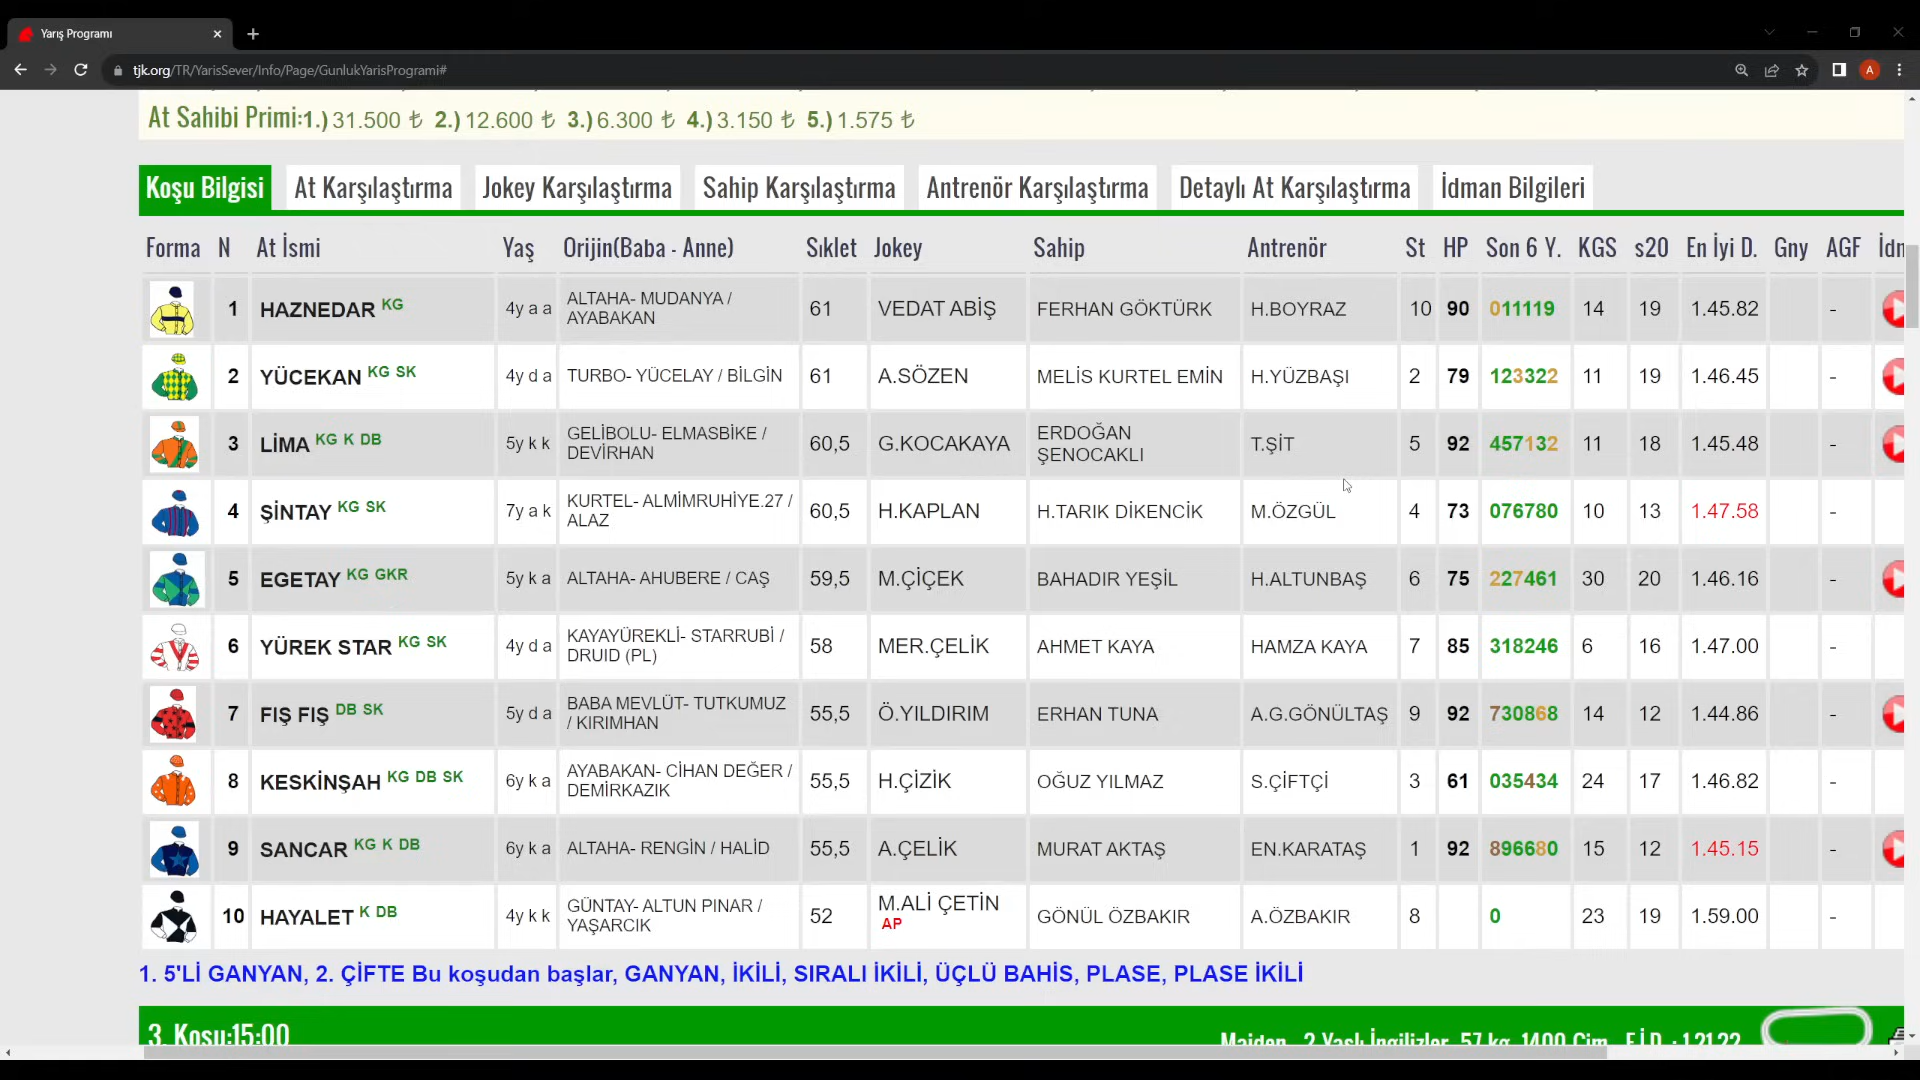 Yarış Programı
tjk.org/TR/YarisSever/Info/Page/GunlukYarisProgrami#
A
At Sahibi Primi:1.) 31.500 ₺ 2.) 12.600 ₺ 3.) 6.300 ₺ 4.) 3.150 ₺ 5.) 1.575 ₺
Koşu Bilgisi At Karşılaştırma Jokey Karşılaştırma Sahip Karşılaştırma Antrenör Karşılaştırma Detaylı At Karşılaştırma İdman Bilgileri
Forma N At İsmi Yaş Orijin(Baba - Anne) Sıklet Jokey Sahip Antrenör St HP Son 6 Y. KGS s20 En İyi D. Gny AGF İdn
1 HAZNEDAR KG 4y a a ALTAHA- MUDANYA / AYABAKAN 61 VEDAT ABİŞ FERHAN GÖKTÜRK H.BOYRAZ 10 90 011119 14 19 1.45.82 -
2 YÜCEKAN KG SK 4y d a TURBO- YÜCELAY / BİLGİN 61 A.SÖZEN MELİS KURTEL EMİN H.YÜZBAŞI 2 79 123322 11 19 1.46.45 -
3 LİMA KG K DB 5y k k GELİBOLU- ELMASBİKE / DEVİRHAN 60,5 G.KOCAKAYA ERDOĞAN ŞENOCAKLI T.ŞİT 5 92 457132 11 18 1.45.48 -
4 ŞİNTAY KG SK 7y a k KURTEL- ALMİMRUHİYE.27 / ALAZ 60,5 H.KAPLAN H.TARIK DİKENCİK M.ÖZGÜL 4 73 076780 10 13 1.47.58 -
5 EGETAY KG GKR 5y k a ALTAHA- AHUBERE / CAŞ 59,5 M.ÇİÇEK BAHADIR YEŞİL H.ALTUNBAŞ 6 75 227461 30 20 1.46.16 -
6 YÜREK STAR KG SK 4y d a KAYAYÜREKLİ- STARRUBİ / DRUID (PL) 58 MER.ÇELİK AHMET KAYA HAMZA KAYA 7 85 318246 6 16 1.47.00 -
7 FIŞ FIŞ DB SK 5y d a BABA MEVLÜT- TUTKUMUZ / KIRIMHAN 55,5 Ö.YILDIRIM ERHAN TUNA A.G.GÖNÜLTAŞ 9 92 730868 14 12 1.44.86 -
8 KESKİNŞAH KG DB SK 6y k a AYABAKAN- CİHAN DEĞER / DEMİRKAZIK 55,5 H.ÇİZİK OĞUZ YILMAZ S.ÇİFTÇİ 3 61 035434 24 17 1.46.82 -
9 SANCAR KG K DB 6y k a ALTAHA- RENGİN / HALİD 55,5 A.ÇELİK MURAT AKTAŞ EN.KARATAŞ 1 92 896680 15 12 1.45.15 -
10 HAYALET K DB 4y k k GÜNTAY- ALTUN PINAR / YAŞARCIK 52 M.ALİ ÇETİN AP GÖNÜL ÖZBAKIR A.ÖZBAKIR 8 0 23 19 1.59.00 -
1. 5'Lİ GANYAN, 2. ÇİFTE Bu koşudan başlar, GANYAN, İKİLİ, SIRALI İKİLİ, ÜÇLÜ BAHİS, PLASE, PLASE İKİLİ
3. Koşu:15:00 Maiden , 2 Yaşlı İngilizler, 57 kg, 1400 Çim, E.İ.D. : 1.21.22